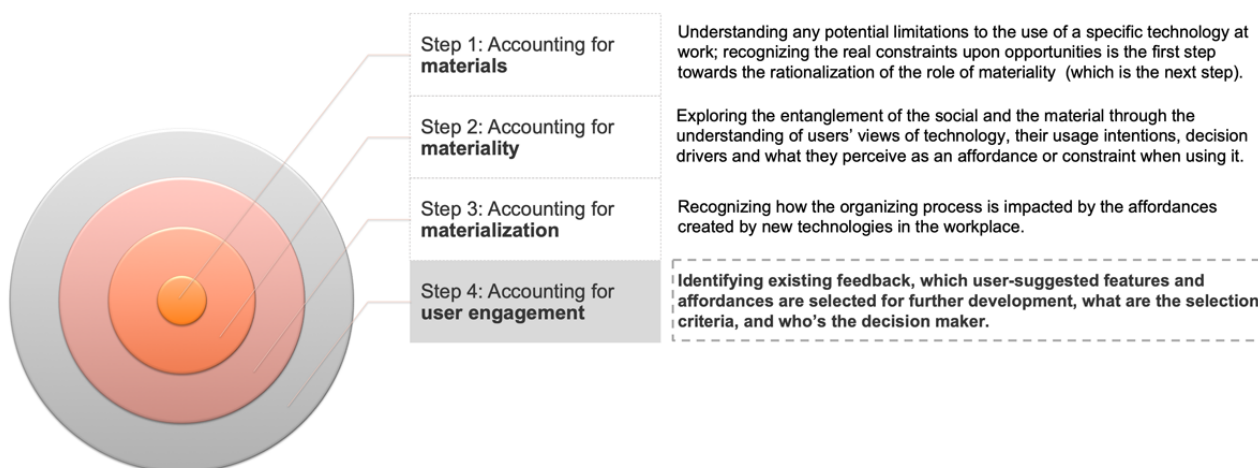 Step 1: Accounting for
materials
Understanding any potential limitations to the use of a specific technology at
work; recognizing the real constraints upon opportunities is the first step
towards the rationalization of the role of materiality (which is the next step).
Step 2: Accounting for
materiality
Exploring the entanglement of the social and the material through the
understanding of users' views of technology, their usage intentions, decision
drivers and what they perceive as an affordance or constraint when using it.
Step 3: Accounting for
materialization
Recognizing how the organizing process is impacted by the affordances
created by new technologies in the workplace.
Step 4: Accounting for
user engagement
Identifying existing feedback, which user-suggested features and
affordances are selected for further development, what are the selection
criteria, and who's the decision maker.